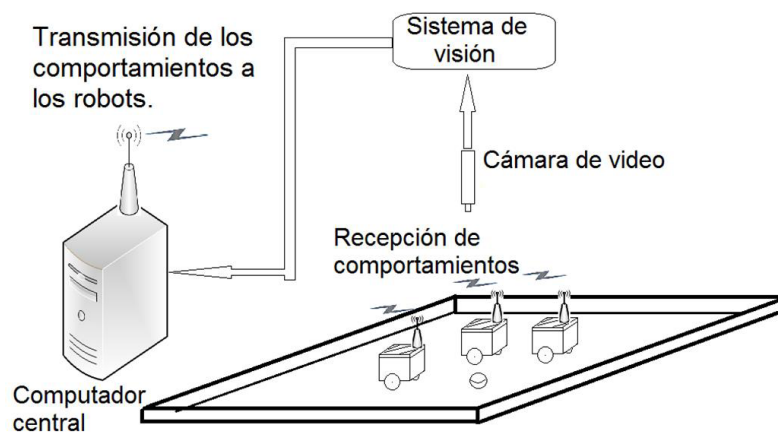 Transmisión de los
comportamientos a
los robots.
Sistema de
visión
Cámara de video
Recepción de
comportamientos
Computador
central